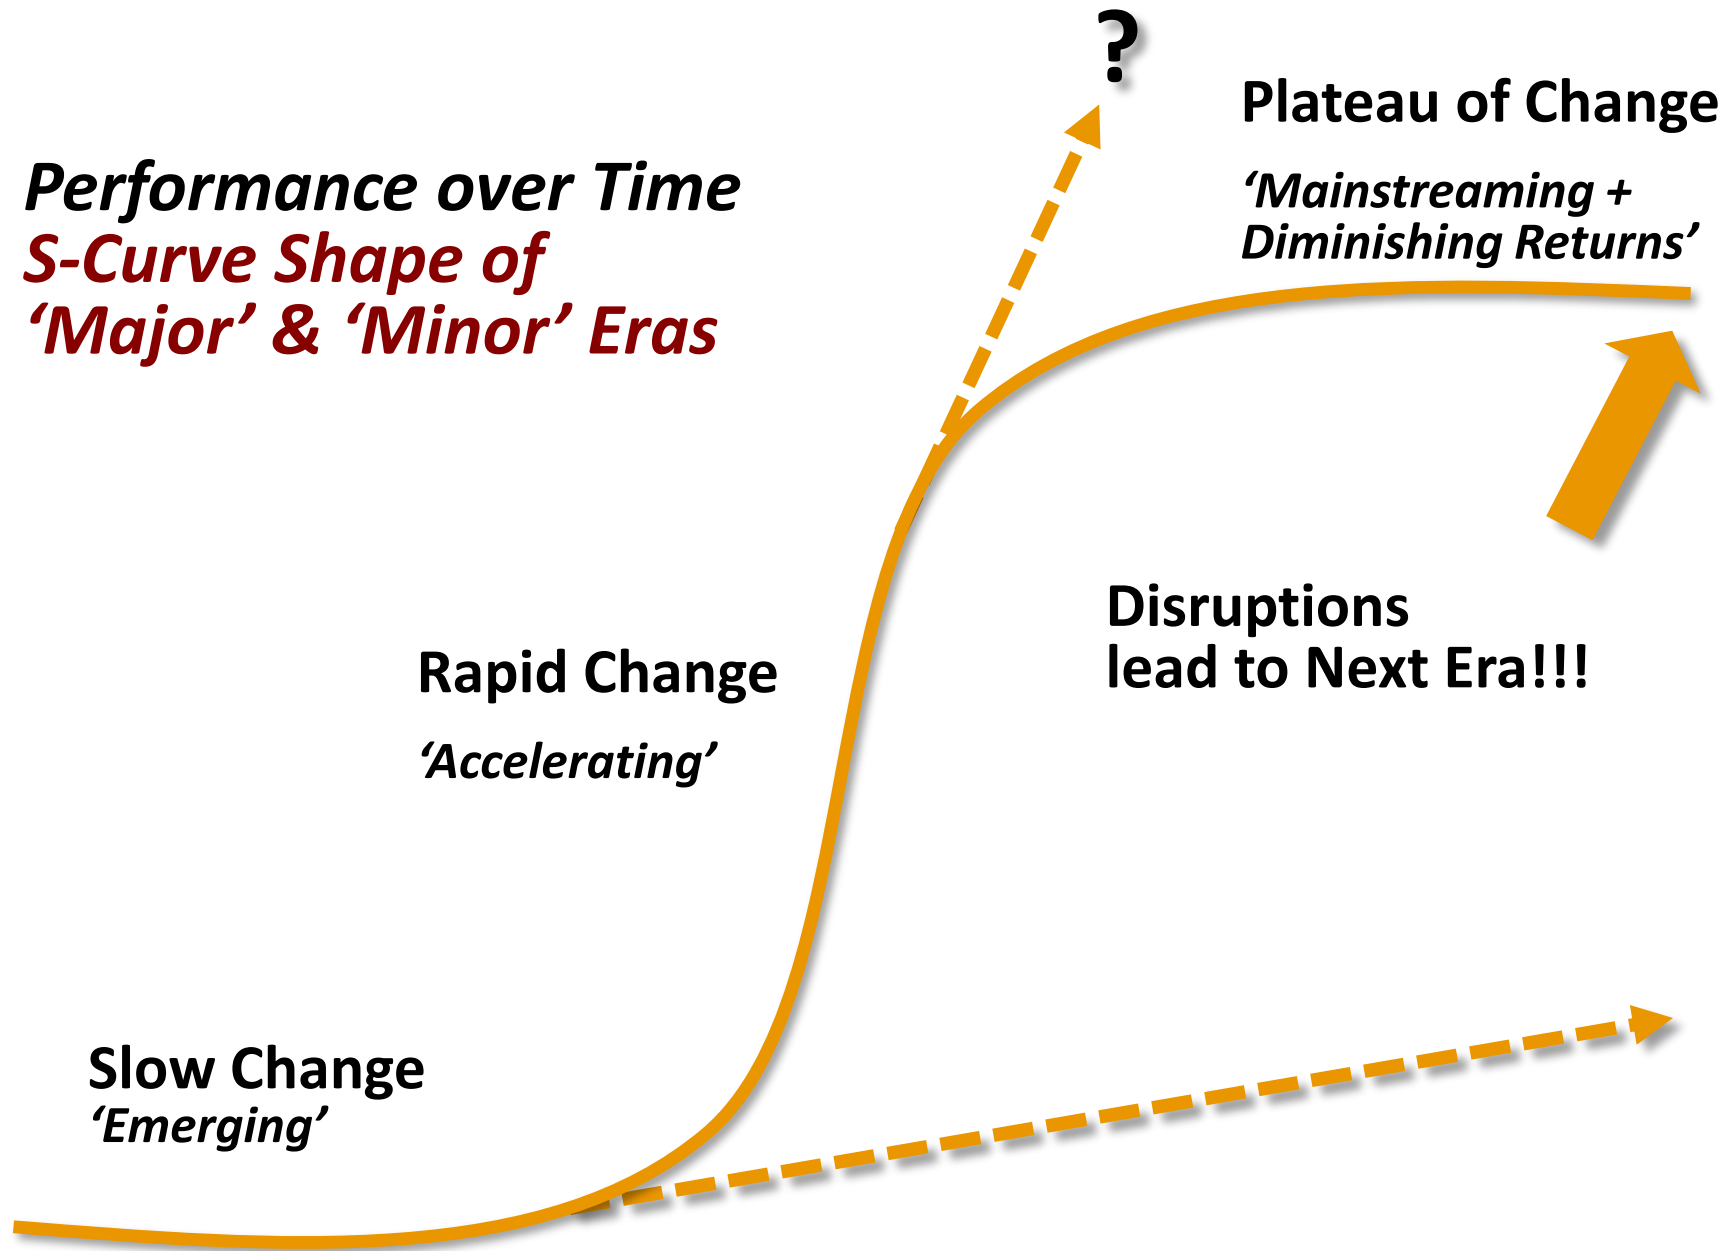 ?
Plateau of Change
‘Mainstreaming +
Diminishing Returns’
Performance over Time
S-Curve Shape of
‘Major’ & ‘Minor’ Eras
Disruptions
lead to Next Era!!!
Rapid Change
‘Accelerating’
Slow Change
‘Emerging’